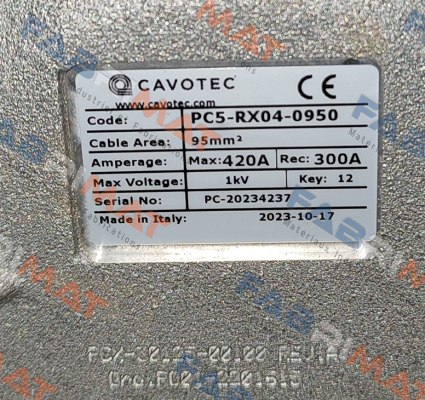 CAVOTEC CE
www.cavotec.com
Code: PC5-RX04-0950
Cable Area: 95mm²
Amperage: Max: 420A Rec: 300A
Max Voltage: 1kV Key: 12
Serial No: PC-20234237
Made in Italy: 2023-10-17
FABRIMAT